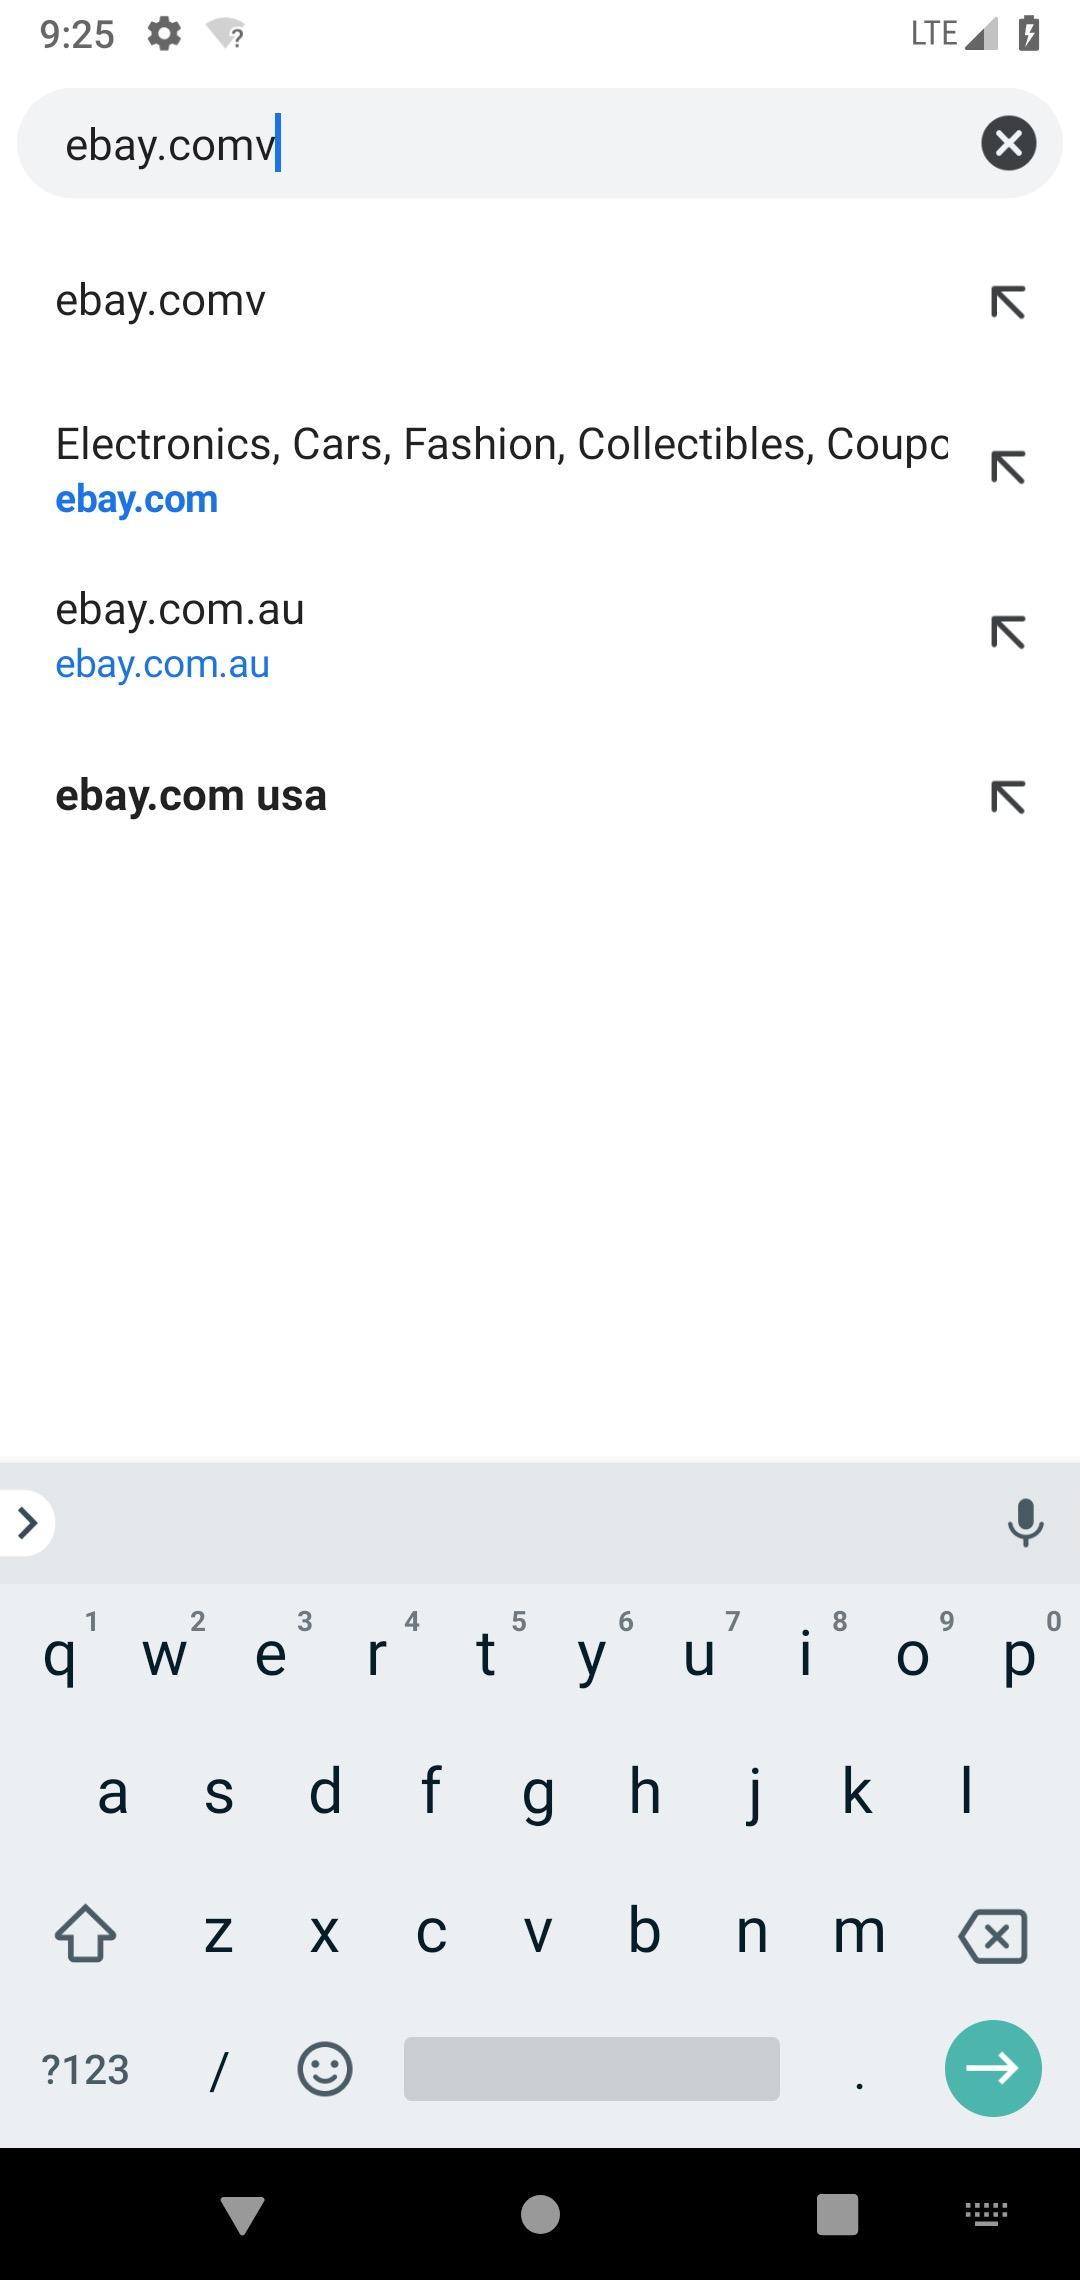 9:25
LTE
ebay.comv
ebay.comv
Electronics, Cars, Fashion, Collectibles, Coupo
ebay.com
ebay.com.au
ebay.com.au
ebay.com usa
1 2 3 4 5 6 7 8 9 0
q w e r t y u i o p
a s d f g h j k l
z x c v b n m
?123 / .